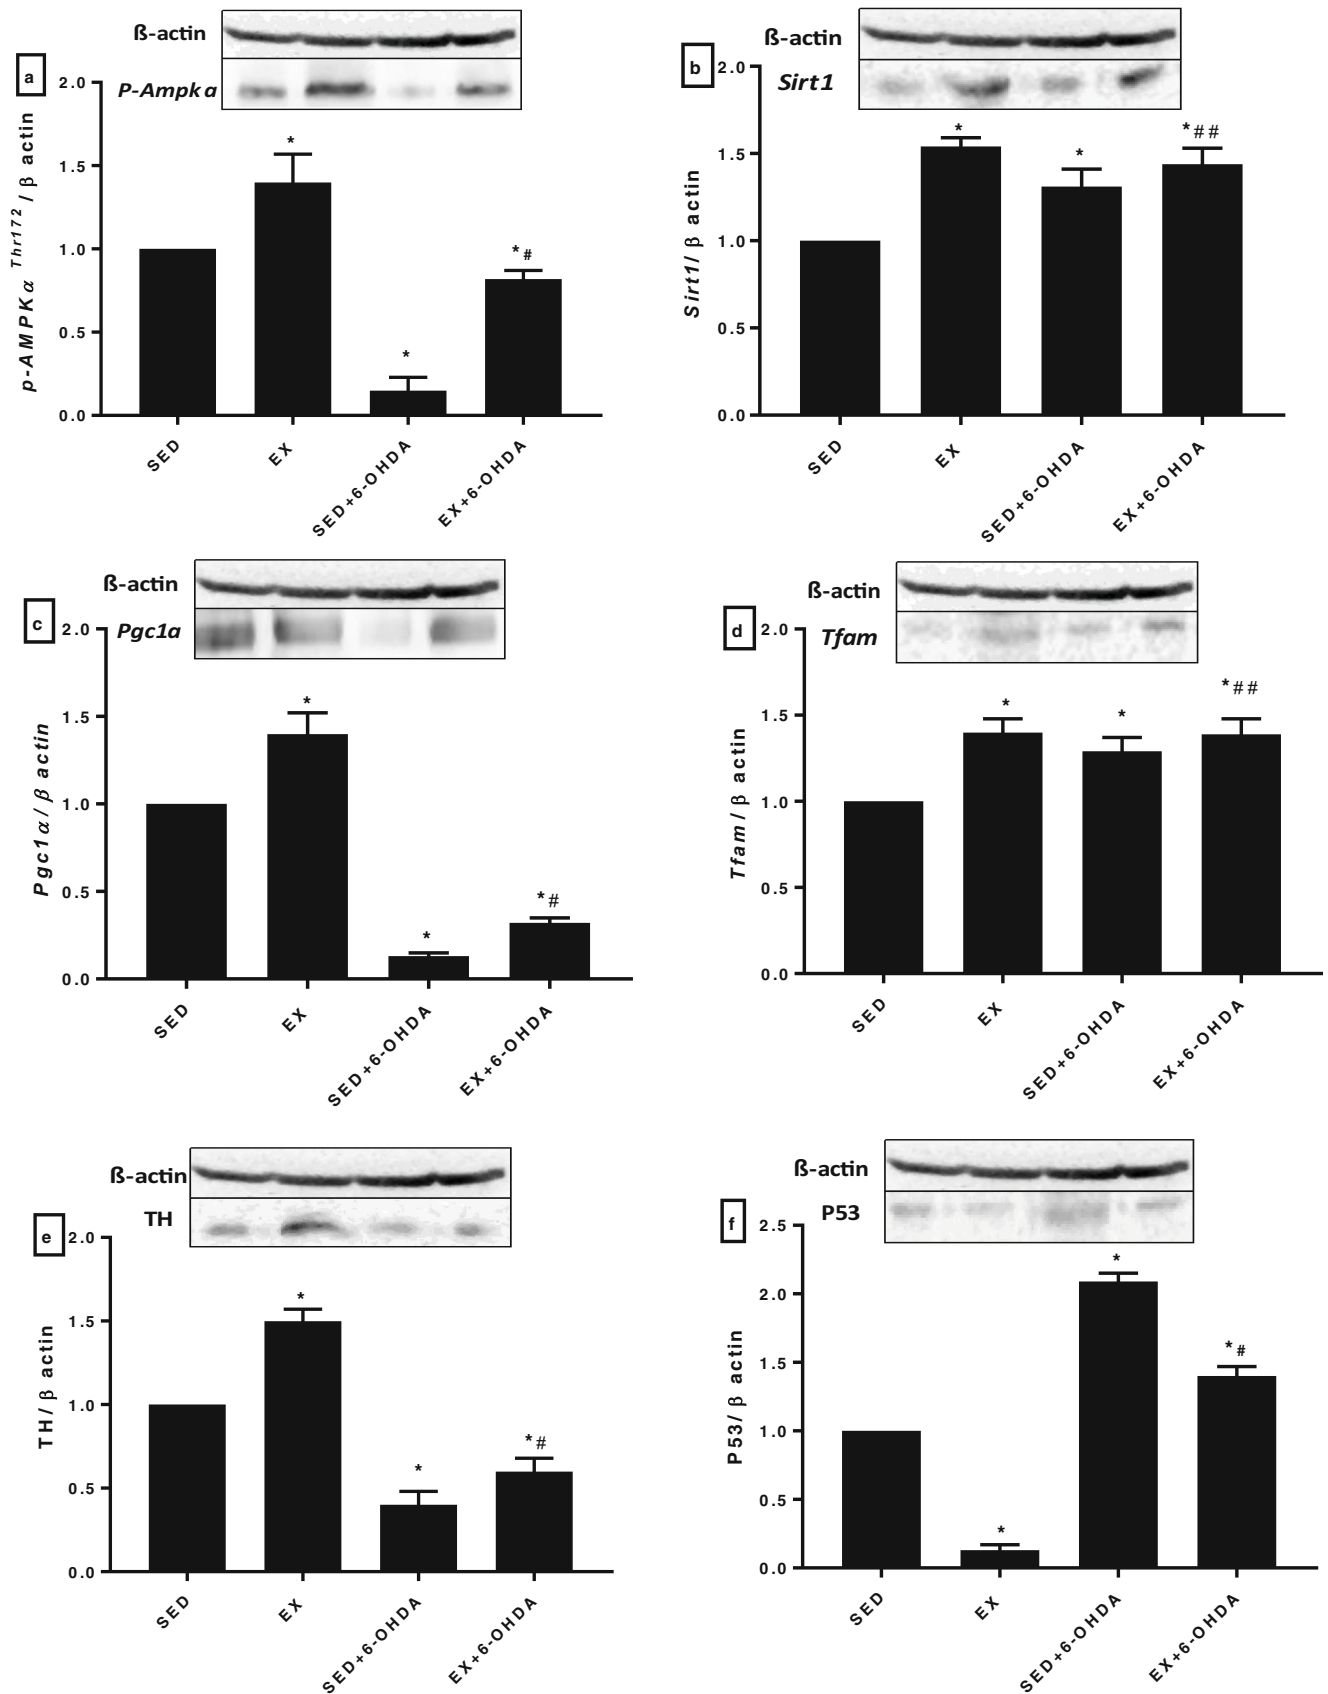 ß-actin
a
P-Ampk α
2.0
1.5
1.0
0.5
0.0
p-AMPKα Thr172 / β actin
*
*
*#
SED
EX
SED+6-OHDA
EX+6-OHDA
ß-actin
b
Sirt1
2.0
1.5
1.0
0.5
0.0
Sirt1/ β actin
*
*
*##
SED
EX
SED+6-OHDA
EX+6-OHDA
ß-actin
c
Pgc1α
2.0
1.5
1.0
0.5
0.0
Pgc1α/ β actin
*
*
*#
SED
EX
SED+6-OHDA
EX+6-OHDA
ß-actin
d
Tfam
2.0
1.5
1.0
0.5
0.0
Tfam/ β actin
*
*
*##
SED
EX
SED+6-OHDA
EX+6-OHDA
ß-actin
e
TH
2.0
1.5
1.0
0.5
0.0
TH/ β actin
*
*
*#
SED
EX
SED+6-OHDA
EX+6-OHDA
ß-actin
f
P53
2.5
2.0
1.5
1.0
0.5
0.0
P53/ β actin
*
*
*#
SED
EX
SED+6-OHDA
EX+6-OHDA